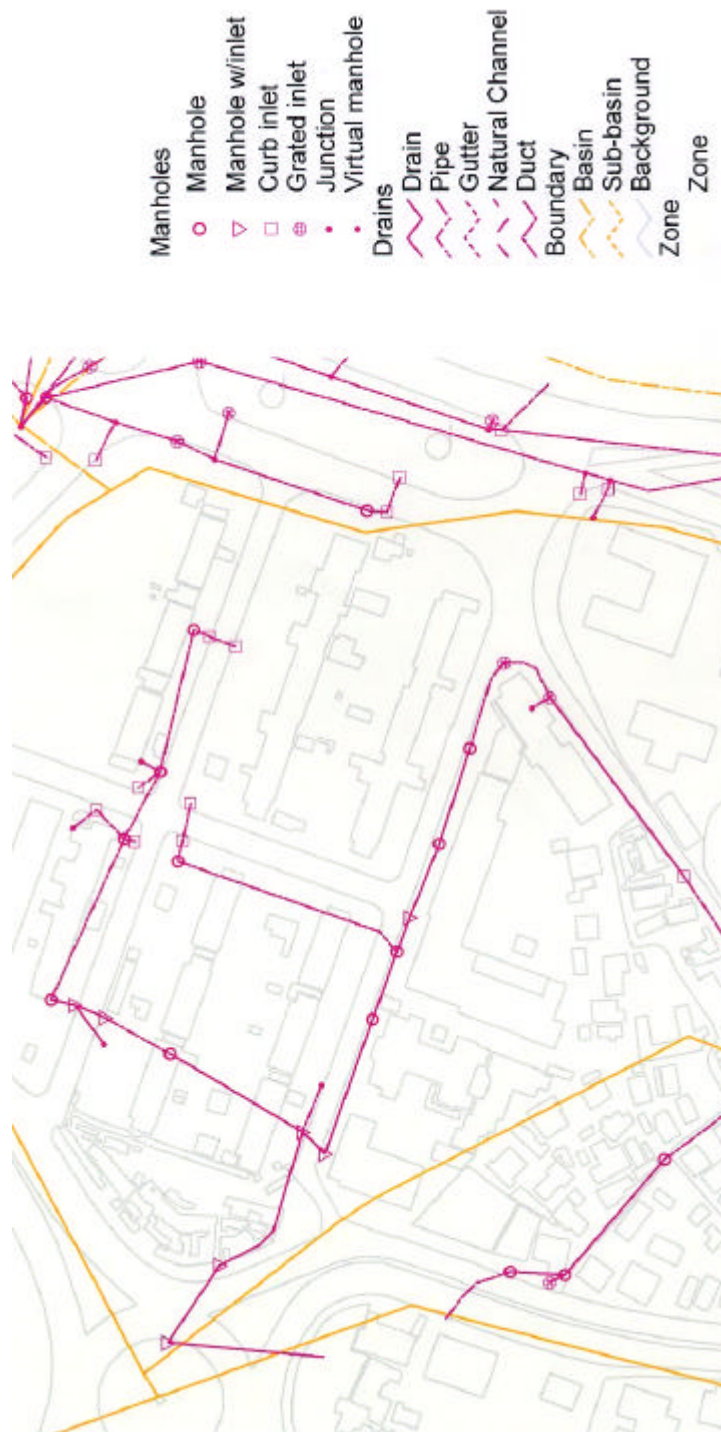 Manholes
Manhole
Manhole w/inlet
Curb inlet
Grated inlet
Junction
Virtual manhole
Drains
Drain
Pipe
Gutter
Natural Channel
Duct
Boundary
Basin
Sub-basin
Background
Zone
Zone